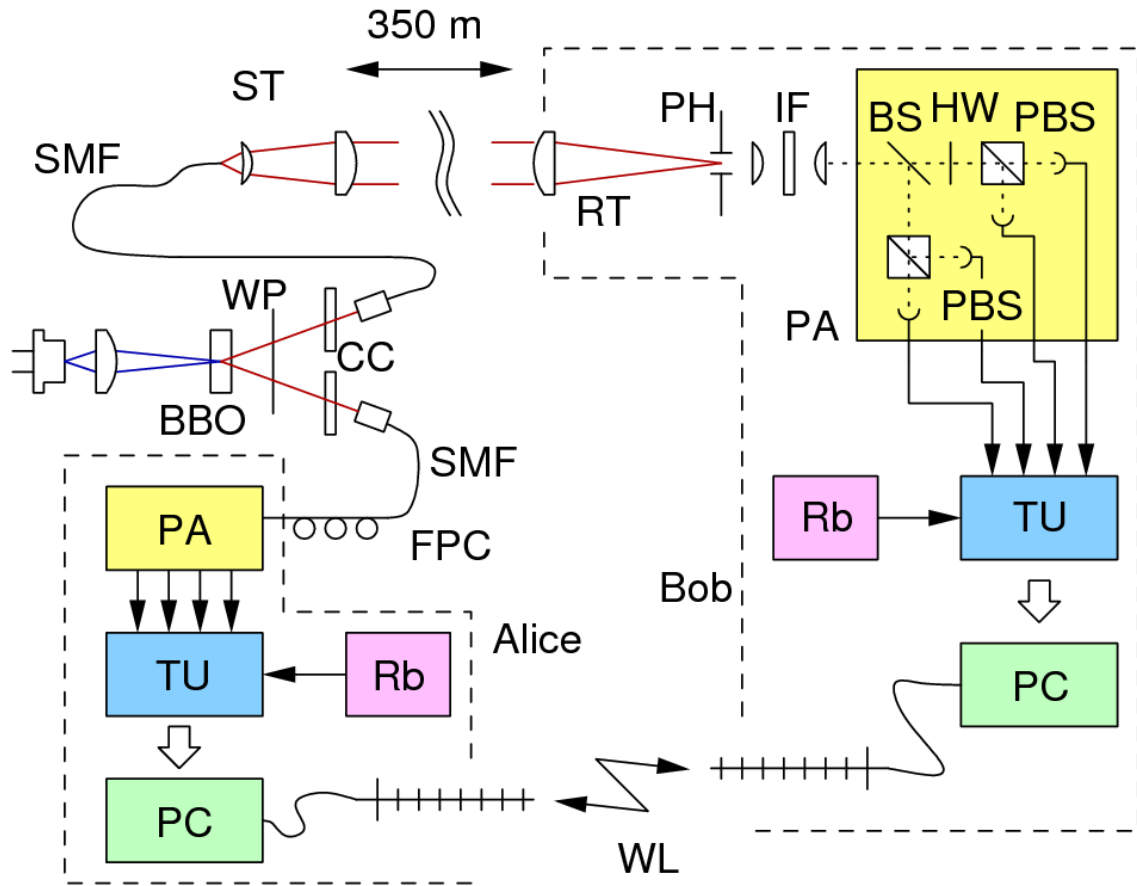 350 m
ST
PH
IF
BS
HW
PBS
SMF
RT
WP
PBS
PA
CC
BBO
SMF
PA
FPC
Rb
TU
Bob
Alice
TU
Rb
PC
PC
WL